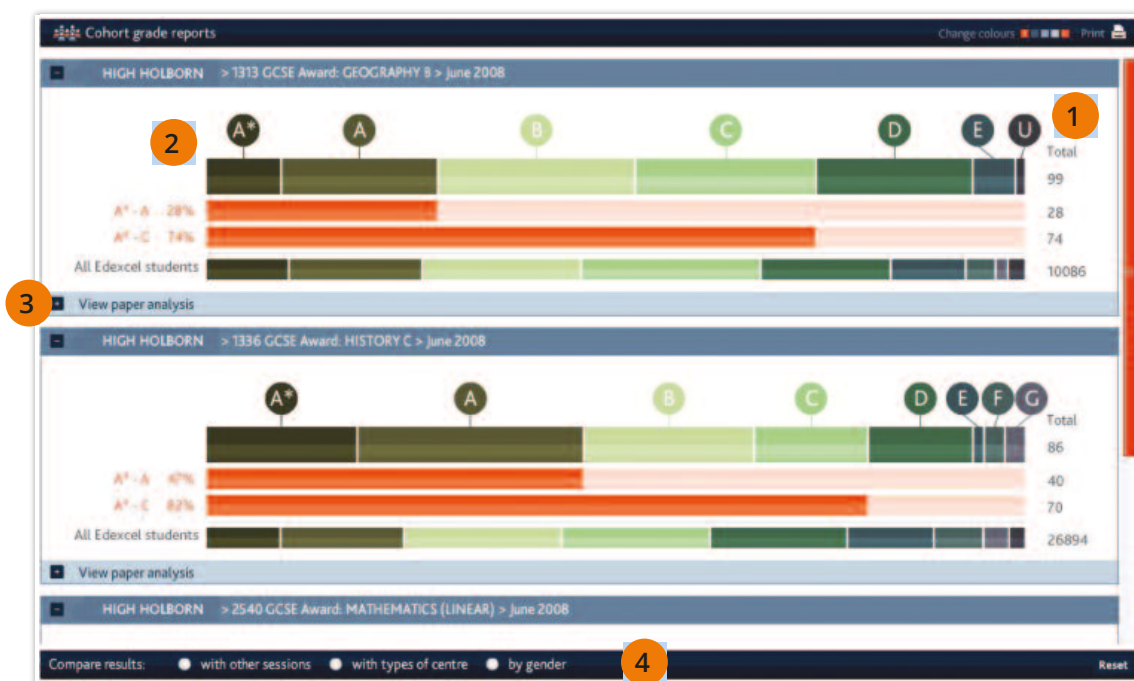 Cohort grade reports Change colours Print
HIGH HOLBORN > 1313 GCSE Award: GEOGRAPHY B > June 2008
1
2 A* A B C D E U
Total
99
A* - A 28% 28
A* - C 74% 74
All Edexcel students 10086
3 View paper analysis
HIGH HOLBORN > 1336 GCSE Award: HISTORY C > June 2008
A* A B C D E F G
Total
86
A* - A 47% 40
A* - C 82% 70
All Edexcel students 26894
View paper analysis
HIGH HOLBORN > 2540 GCSE Award: MATHEMATICS (LINEAR) > June 2008
Compare results: with other sessions with types of centre by gender 4 Reset